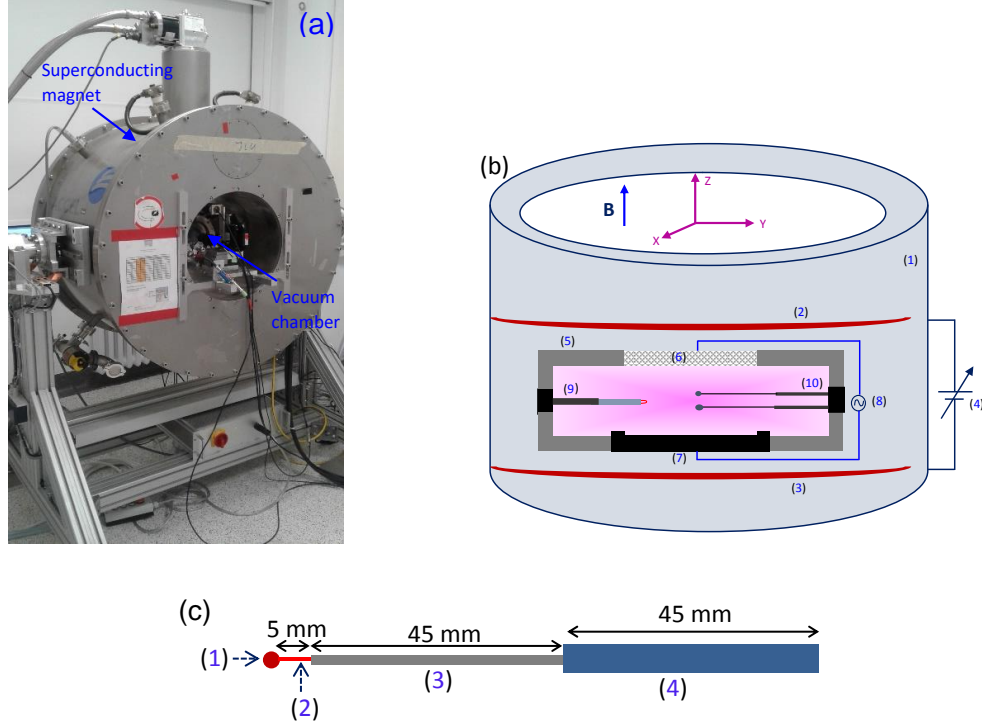 (a)
Superconducting
magnet
Vacuum
chamber
(b)
B
Z
Y
X
(1)
(2)
(5)
(6)
(9)
(10)
(8)
(4)
(7)
(3)
(c)
5 mm
45 mm
45 mm
(1)
(2)
(3)
(4)